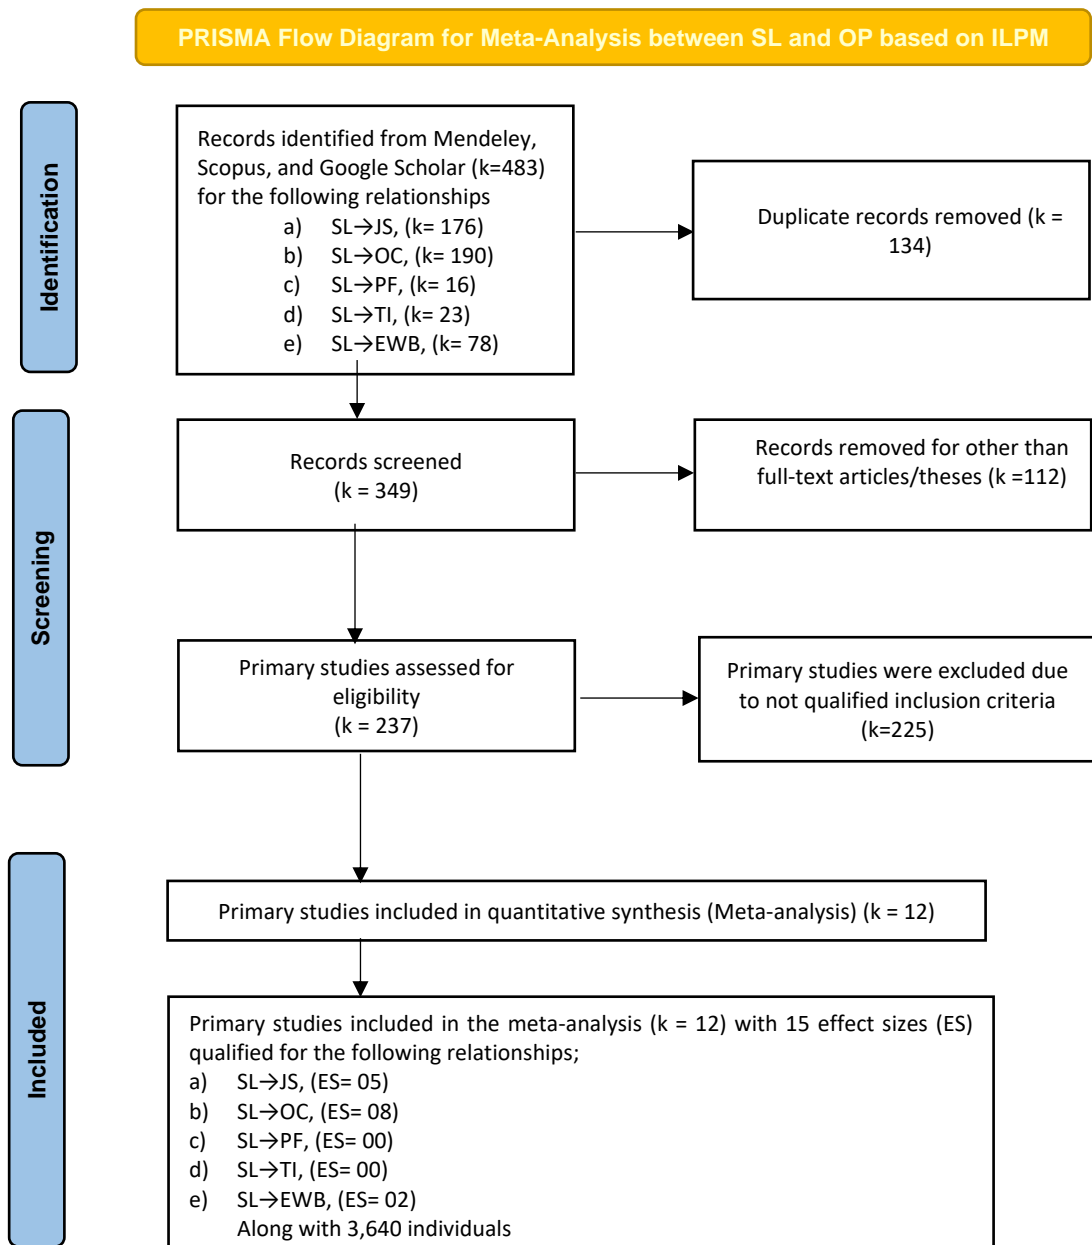 PRISMA Flow Diagram for Meta-Analysis between SL and OP based on ILPM
Identification
Records identified from Mendeley,
Scopus, and Google Scholar (k=483)
for the following relationships
a) SL→JS, (k= 176)
b) SL→OC, (k= 190)
c) SL→PF, (k= 16)
d) SL→TI, (k= 23)
e) SL→EWB, (k= 78)
Duplicate records removed (k =
134)
Screening
Records screened
(k = 349)
Records removed for other than
full-text articles/theses (k =112)
Primary studies assessed for
eligibility
(k = 237)
Primary studies were excluded due
to not qualified inclusion criteria
(k=225)
Included
Primary studies included in quantitative synthesis (Meta-analysis) (k = 12)
Primary studies included in the meta-analysis (k = 12) with 15 effect sizes (ES)
qualified for the following relationships;
a) SL→JS, (ES= 05)
b) SL→OC, (ES= 08)
c) SL→PF, (ES= 00)
d) SL→TI, (ES= 00)
e) SL→EWB, (ES= 02)
Along with 3,640 individuals